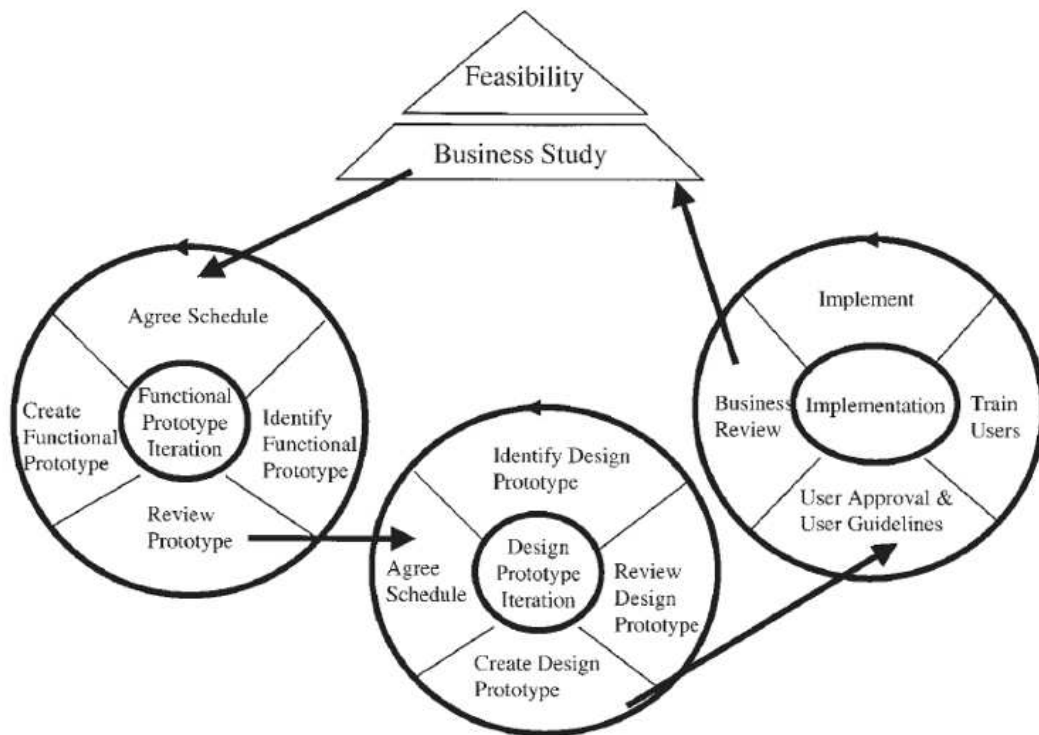 Feasibility
Business Study
Agree Schedule
Create
Functional
Prototype
Functional
Prototype
Iteration
Identify
Functional
Prototype
Review
Prototype
Identify Design
Prototype
Agree
Schedule
Design
Prototype
Iteration
Review
Design
Prototype
Create Design
Prototype
Implement
Business
Review
Implementation
Train
Users
User Approval &
User Guidelines